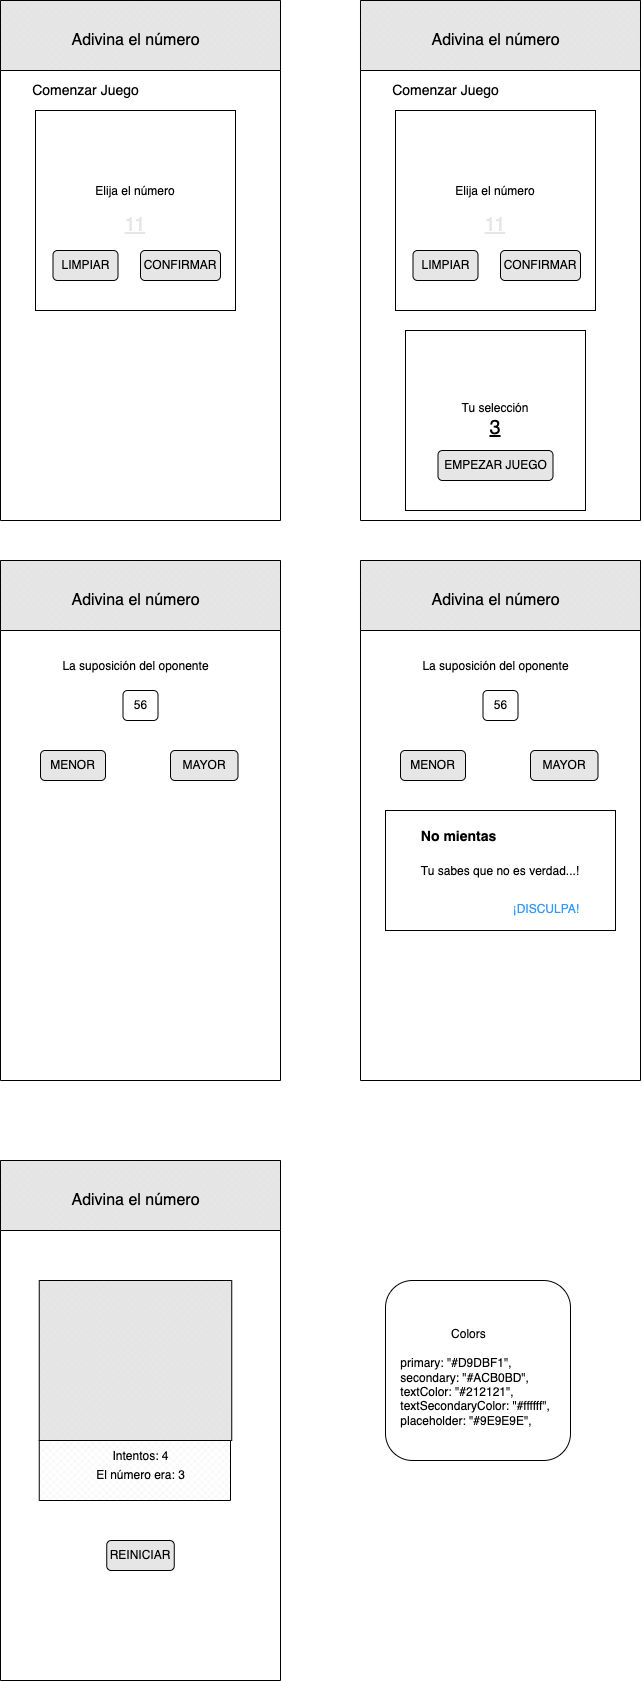 Adivina el número
Comenzar Juego
Elija el número
11
LIMPIAR
CONFIRMAR
Adivina el número
Comenzar Juego
Elija el número
11
LIMPIAR
CONFIRMAR
Tu selección
3
EMPEZAR JUEGO
Adivina el número
La suposición del oponente
56
MENOR
MAYOR
Adivina el número
La suposición del oponente
56
MENOR
MAYOR
No mientas
Tu sabes que no es verdad...!
¡DISCULPA!
Adivina el número
Intentos: 4
El número era: 3
REINICIAR
Colors
primary: "#D9DBF1",
secondary: "#ACB0BD",
textColor: "#212121",
textSecondaryColor: "#ffffff",
placeholder: "#9E9E9E",